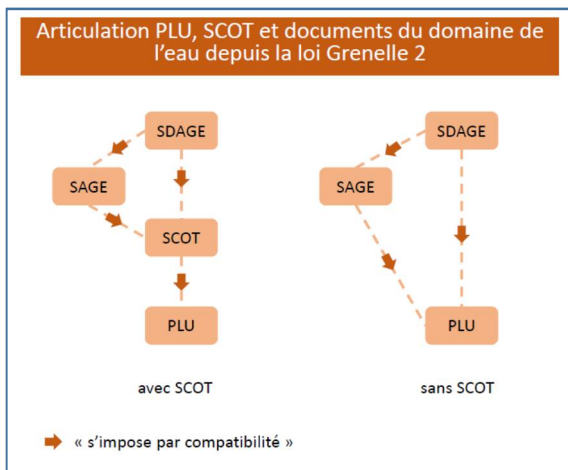 Articulation PLU, SCOT et documents du domaine de
l'eau depuis la loi Grenelle 2
SDAGE
SAGE
SCOT
PLU
avec SCOT
SDAGE
SAGE
PLU
sans SCOT
« s'impose par compatibilité »